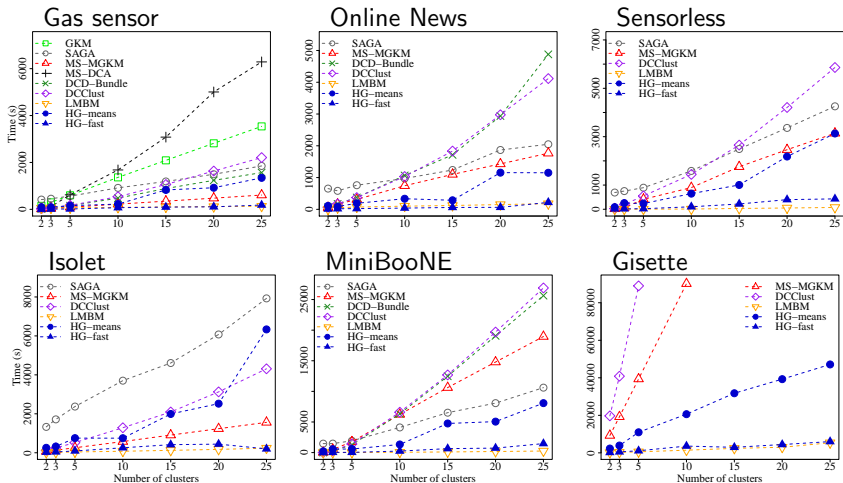 Gas sensor
Time (s)
0 2000 4000 6000
GKM
SAGA
MS−MGKM
MS−DCA
DCD−Bundle
DCClust
LMBM
HG−means
HG−fast
2 3 5 10 15 20 25
Online News
0 1000 2000 3000 4000 5000
SAGA
MS−MGKM
DCD−Bundle
DCClust
LMBM
HG−means
HG−fast
2 3 5 10 15 20 25
Sensorless
0 1000 3000 5000 7000
SAGA
MS−MGKM
DCClust
LMBM
HG−means
HG−fast
2 3 5 10 15 20 25
Isolet
Time(s)
0 2000 4000 6000 8000
SAGA
MS−MGKM
DCClust
LMBM
HG−means
HG−fast
2 3 5 10 15 20 25
Number of clusters
MiniBooNE
0 5000 15000 25000
SAGA
MS−MGKM
DCD−Bundle
DCClust
LMBM
HG−means
HG−fast
2 3 5 10 15 20 25
Number of clusters
Gisette
0 20000 40000 60000 80000
MS−MGKM
DCClust
LMBM
HG−means
HG−fast
2 3 5 10 15 20 25
Number of clusters